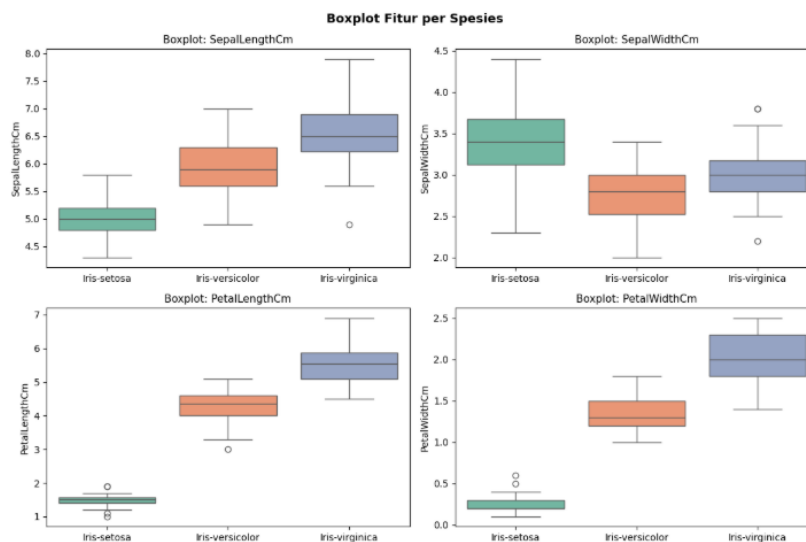 Boxplot Fitur per Spesies
Boxplot: SepalLengthCm
SepalLengthCm
8.0
7.5
7.0
6.5
6.0
5.5
5.0
4.5
Iris-setosa Iris-versicolor Iris-virginica
Boxplot: SepalWidthCm
SepalWidthCm
4.5
4.0
3.5
3.0
2.5
2.0
Iris-setosa Iris-versicolor Iris-virginica
Boxplot: PetalLengthCm
PetalLengthCm
7
6
5
4
3
2
1
Iris-setosa Iris-versicolor Iris-virginica
Boxplot: PetalWidthCm
PetalWidthCm
2.5
2.0
1.5
1.0
0.5
0.0
Iris-setosa Iris-versicolor Iris-virginica